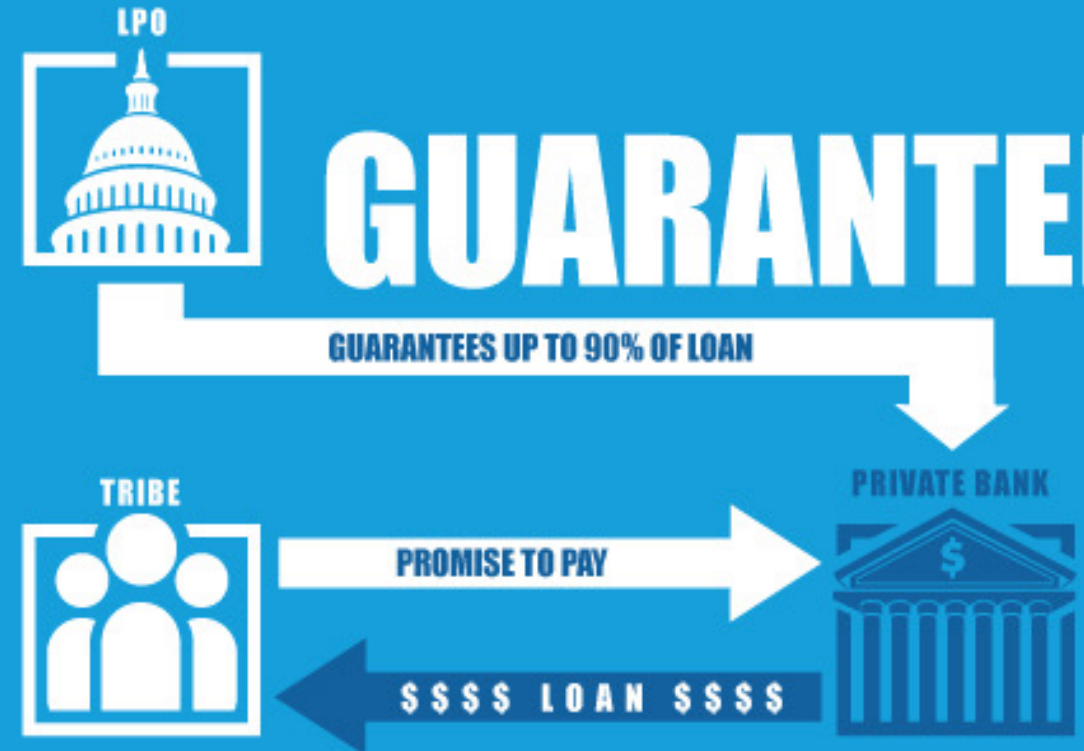 LPO
GUARANTE
GUARANTEES UP TO 90% OF LOAN
TRIBE
PRIVATE BANK
PROMISE TO PAY
$
$$$$ LOAN $$$$